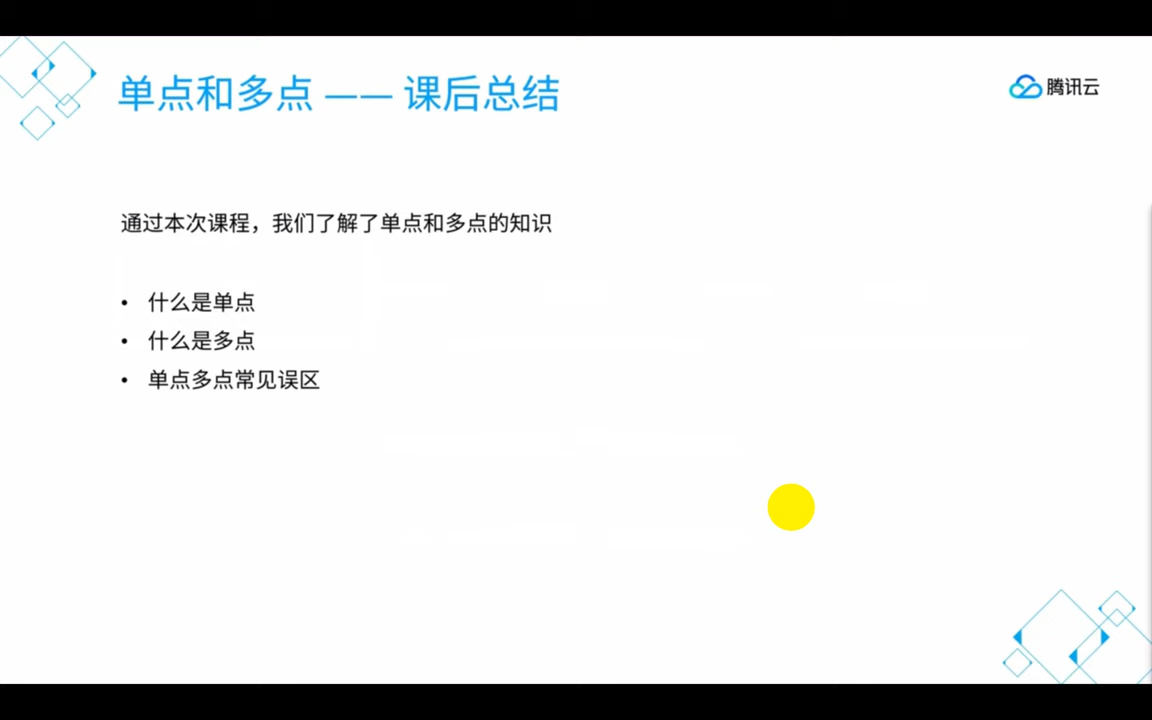 单点和多点 —— 课后总结
腾讯云
通过本次课程，我们了解了单点和多点的知识
• 什么是单点
• 什么是多点
• 单点多点常见误区